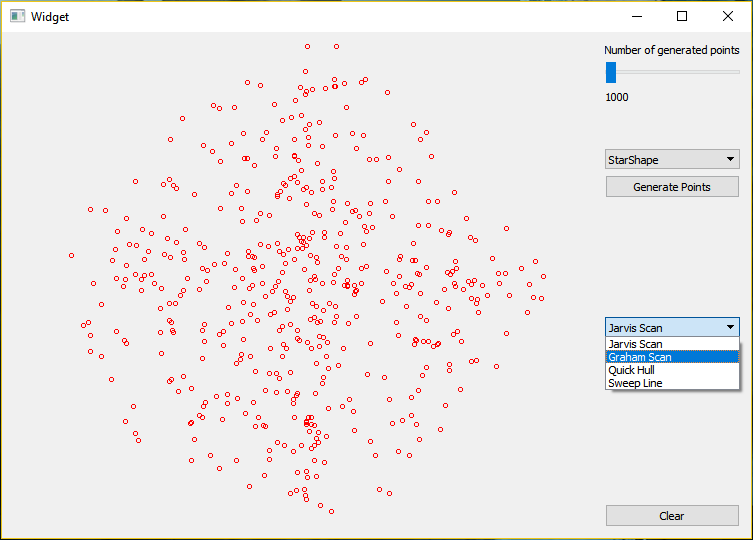 Widget
Number of generated points
1000
StarShape
Generate Points
Jarvis Scan
Jarvis Scan
Graham Scan
Quick Hull
Sweep Line
Clear